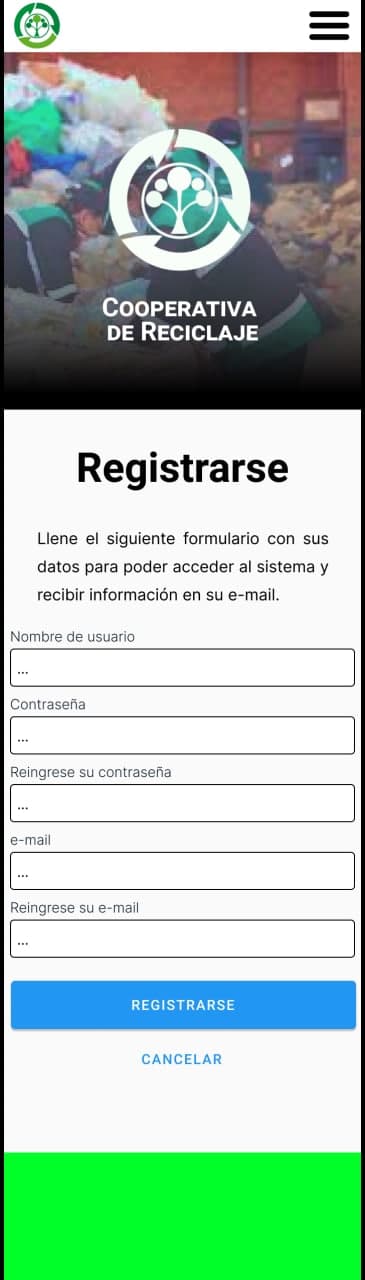 COOPERATIVA
DE RECICLAJE
Registrarse
Llene el siguiente formulario con sus
datos para poder acceder al sistema y
recibir información en su e-mail.
Nombre de usuario
...
Contraseña
...
Reingrese su contraseña
...
e-mail
...
Reingrese su e-mail
...
REGISTRARSE
CANCELAR